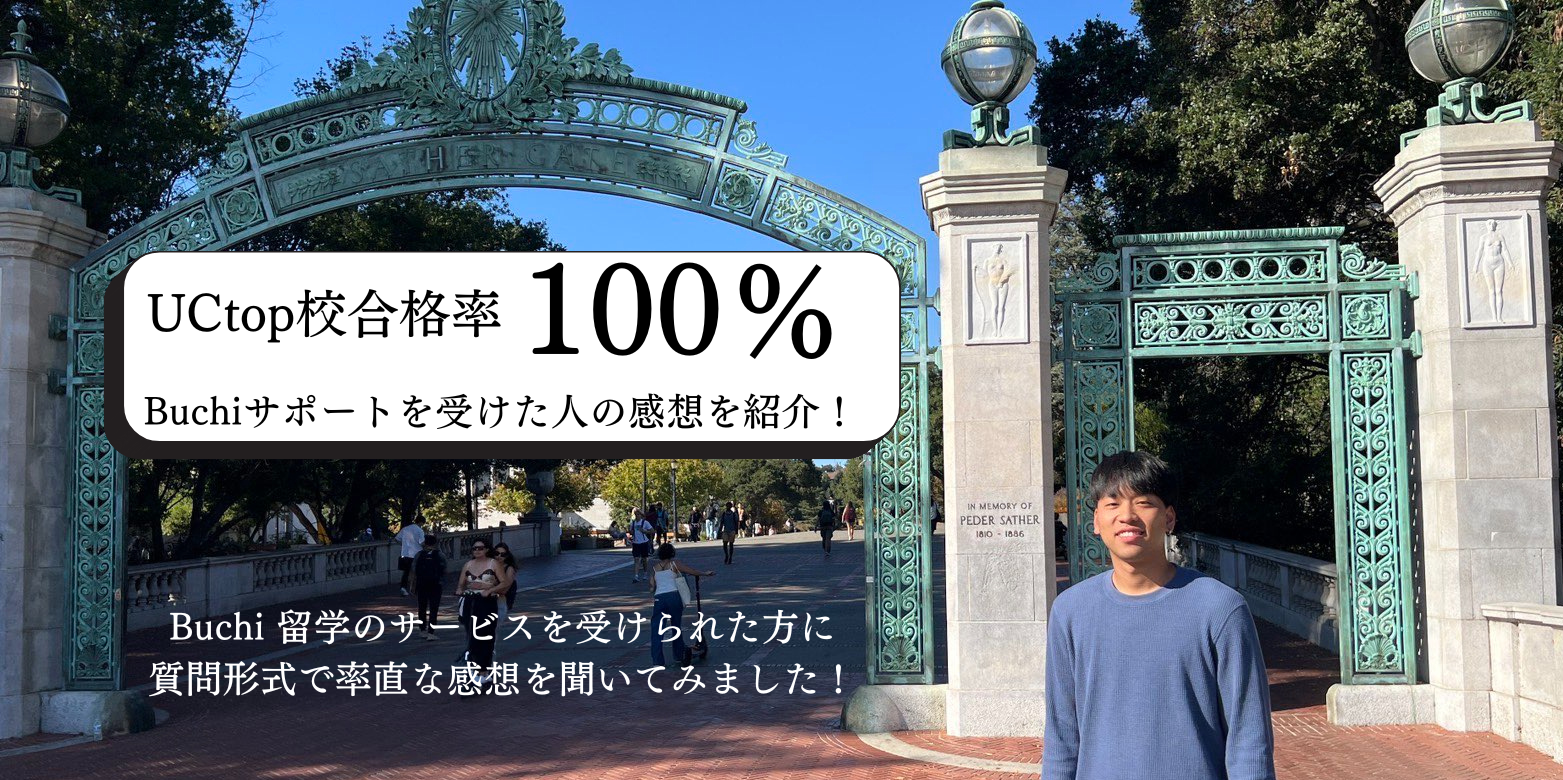 SATHER GATE
UCtop校合格率 100%
Buchiサポートを受けた人の感想を紹介！
IN MEMORY OF
PEDER SATHER
1810 - 1886
Buchi 留学のサービスを受けられた方に
質問形式で率直な感想を聞いてみました！